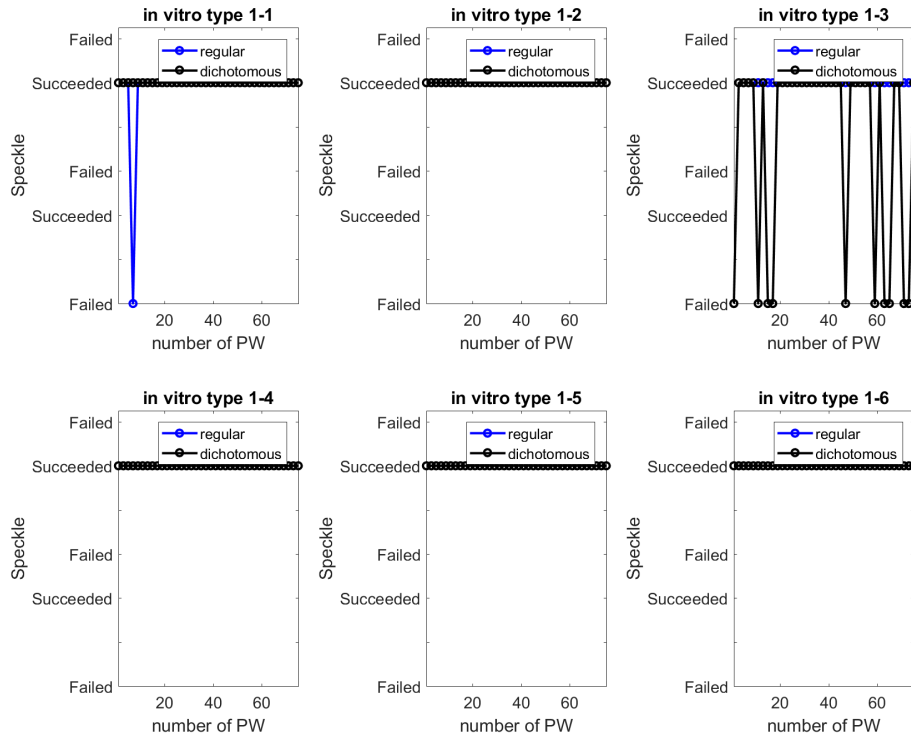 in vitro type 1-1
Failed
Succeeded
Failed
Succeeded
Failed
Speckle
regular
dichotomous
20 40 60
number of PW
in vitro type 1-2
Failed
Succeeded
Failed
Succeeded
Failed
Speckle
regular
dichotomous
20 40 60
number of PW
in vitro type 1-3
Failed
Succeeded
Failed
Succeeded
Failed
Speckle
regular
dichotomous
20 40 60
number of PW
in vitro type 1-4
Failed
Succeeded
Failed
Succeeded
Failed
Speckle
regular
dichotomous
20 40 60
number of PW
in vitro type 1-5
Failed
Succeeded
Failed
Succeeded
Failed
Speckle
regular
dichotomous
20 40 60
number of PW
in vitro type 1-6
Failed
Succeeded
Failed
Succeeded
Failed
Speckle
regular
dichotomous
20 40 60
number of PW